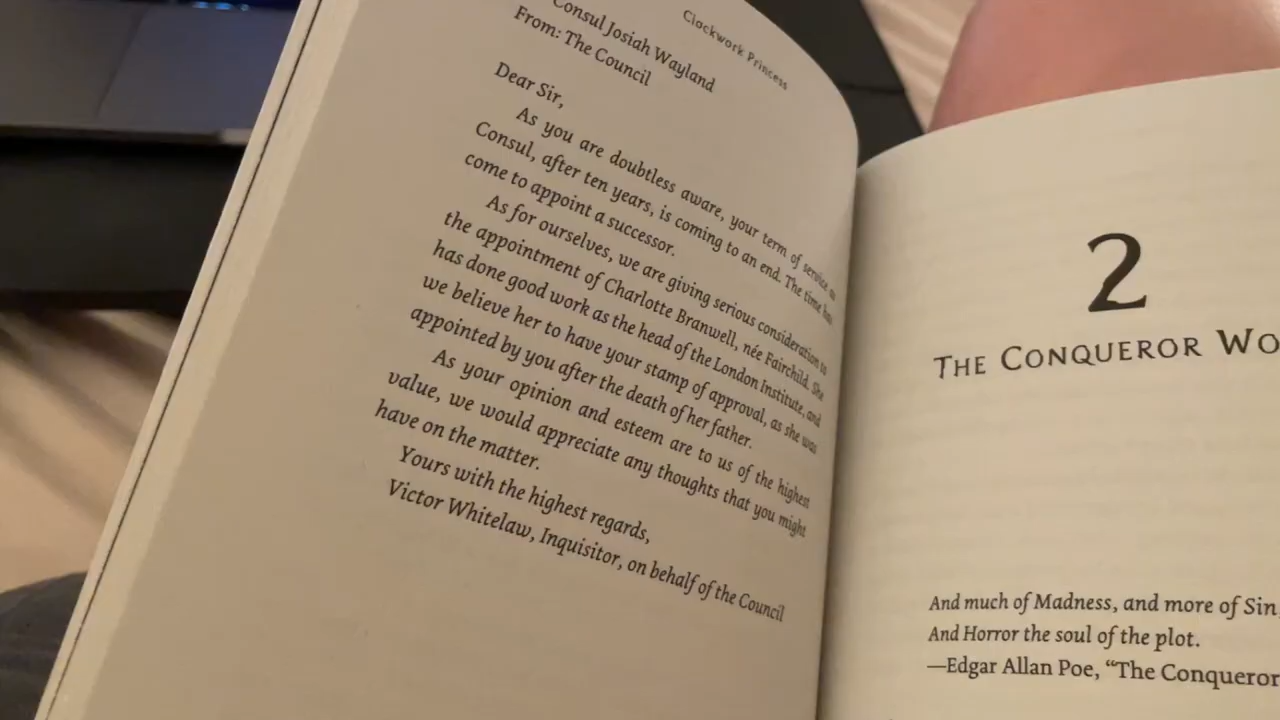 Clockwork Princess
Consul Josiah Wayland
From: The Council
Dear Sir,
As you are doubtless aware, your term of service as
Consul, after ten years, is coming to an end. The time has
come to appoint a successor.
As for ourselves, we are giving serious consideration to
the appointment of Charlotte Branwell, née Fairchild. She
has done good work as the head of the London Institute, and
we believe her to have your stamp of approval, as she was
appointed by you after the death of her father.
As your opinion and esteem are to us of the highest
value, we would appreciate any thoughts that you might
have on the matter.
Yours with the highest regards,
Victor Whitelaw, Inquisitor, on behalf of the Council
2
THE CONQUEROR WO
And much of Madness, and more of Sin,
And Horror the soul of the plot.
—Edgar Allan Poe, “The Conqueror